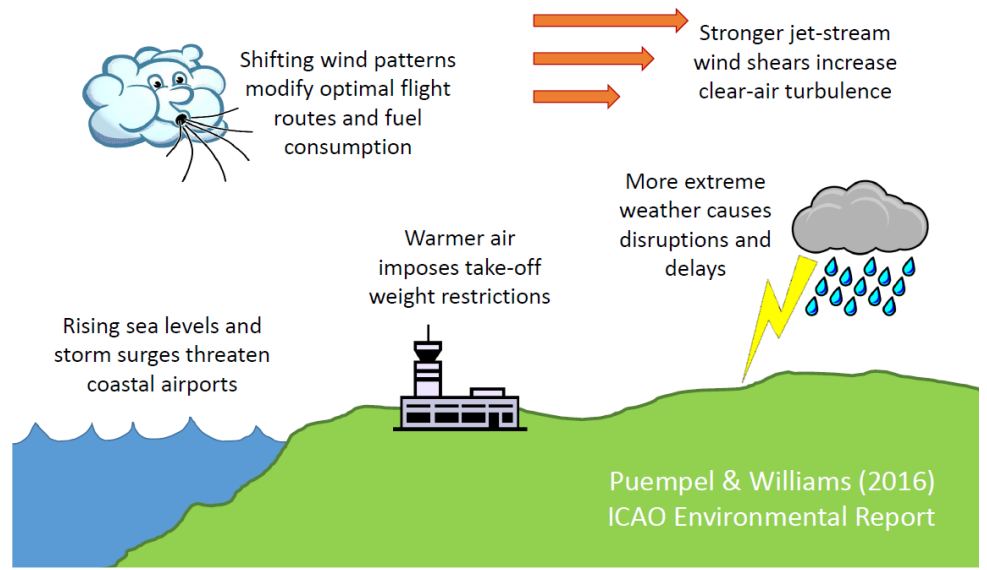 Shifting wind patterns
modify optimal flight
routes and fuel
consumption
Stronger jet-stream
wind shears increase
clear-air turbulence
More extreme
weather causes
disruptions and
delays
Warmer air
imposes take-off
weight restrictions
Rising sea levels and
storm surges threaten
coastal airports
Puempel & Williams (2016)
ICAO Environmental Report